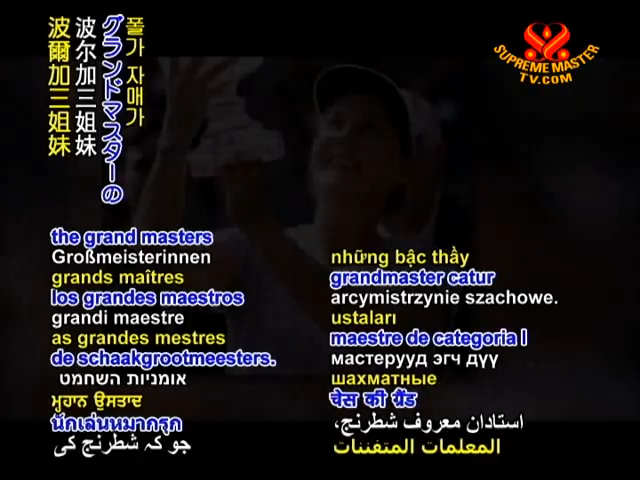 폴가 자매가
グランドマスターの
波尔加三姐妹
波爾加三姐妹
SUPREME MASTER
TV.COM
the grand masters
Großmeisterinnen
grands maîtres
los grandes maestros
grandi maestre
as grandes mestres
de schaakgrootmeesters.
אומניות השחמט
ਮੁਹਾਨ ਉਸਤਾਦ
นักเล่นหมากรุก
جو کہ شطرنج کی
những bậc thầy
grandmaster catur
arcymistrzynie szachowe.
ustaları
maestre de categoria I
мастерууд эгч дүү
шахматные
चेस की ग्रैंड
استادان معروف شطرنج،
المعلمات المتفننات